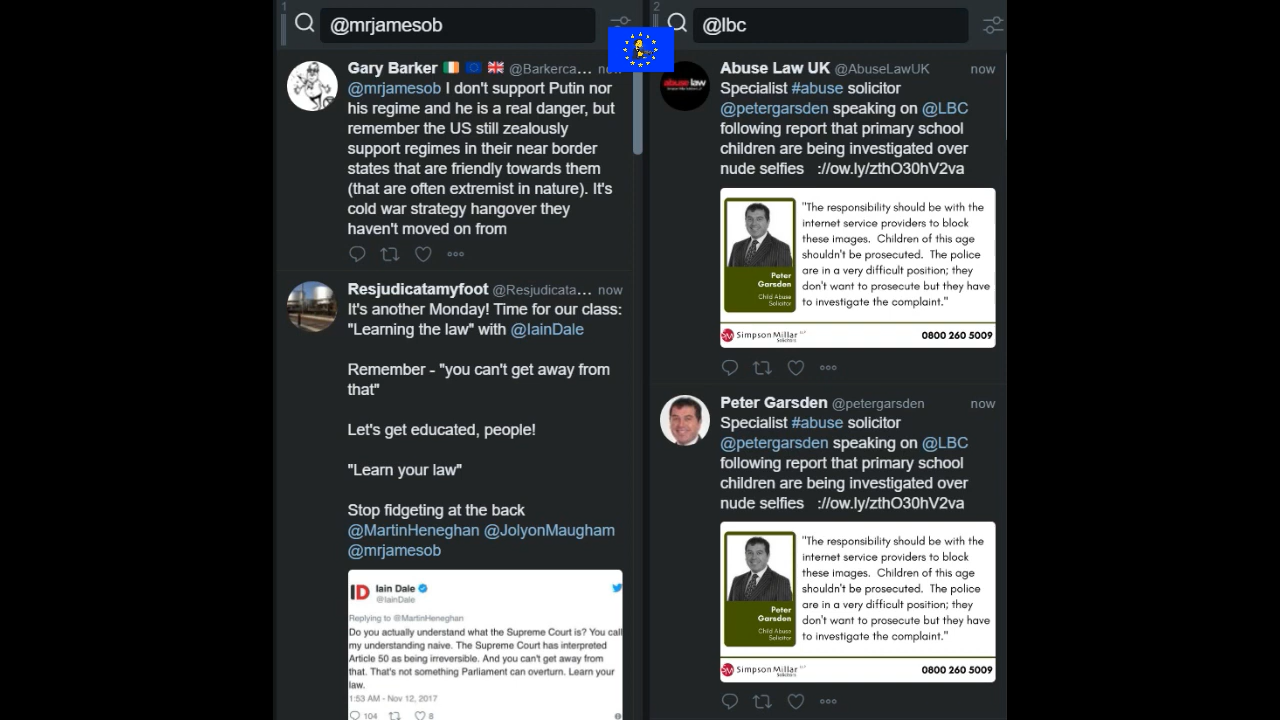 1
@mrjamesob
Gary Barker 🇮🇪 🇪🇺 🇬🇧 @Barkerca... now
@mrjamesob I don't support Putin nor
his regime and he is a real danger, but
remember the US still zealously
support regimes in their near border
states that are friendly towards them
(that are often extremist in nature). It's
cold war strategy hangover they
haven't moved on from
Resjudicatamyfoot @Resjudicata... now
It's another Monday! Time for our class:
"Learning the law" with @IainDale
Remember - "you can't get away from
that"
Let's get educated, people!
"Learn your law"
Stop fidgeting at the back
@MartinHeneghan @JolyonMaugham
@mrjamesob
ID
Iain Dale
@IainDale
Replying to @MartinHeneghan
Do you actually understand what the Supreme Court is? You call
my understanding naive. The Supreme Court has interpreted
Article 50 as being irreversible. And you can't get away from
that. That's not something Parliament can overturn. Learn your
law.
1:53 AM - Nov 12, 2017
104 8
2
@lbc
abuse law
Abuse Law UK @AbuseLawUK now
Specialist #abuse solicitor
@petergarsden speaking on @LBC
following report that primary school
children are being investigated over
nude selfies ://ow.ly/zthO30hV2va
"The responsibility should be with the
internet service providers to block
these images. Children of this age
shouldn't be prosecuted. The police
are in a very difficult position; they
don't want to prosecute but they have
to investigate the complaint."
Peter
Garsden
Child Abuse
Solicitor
Simpson Millar LLP
Solicitors
0800 260 5009
Peter Garsden @petergarsden now
Specialist #abuse solicitor
@petergarsden speaking on @LBC
following report that primary school
children are being investigated over
nude selfies ://ow.ly/zthO30hV2va
"The responsibility should be with the
internet service providers to block
these images. Children of this age
shouldn't be prosecuted. The police
are in a very difficult position; they
don't want to prosecute but they have
to investigate the complaint."
Peter
Garsden
Child Abuse
Solicitor
Simpson Millar LLP
Solicitors
0800 260 5009